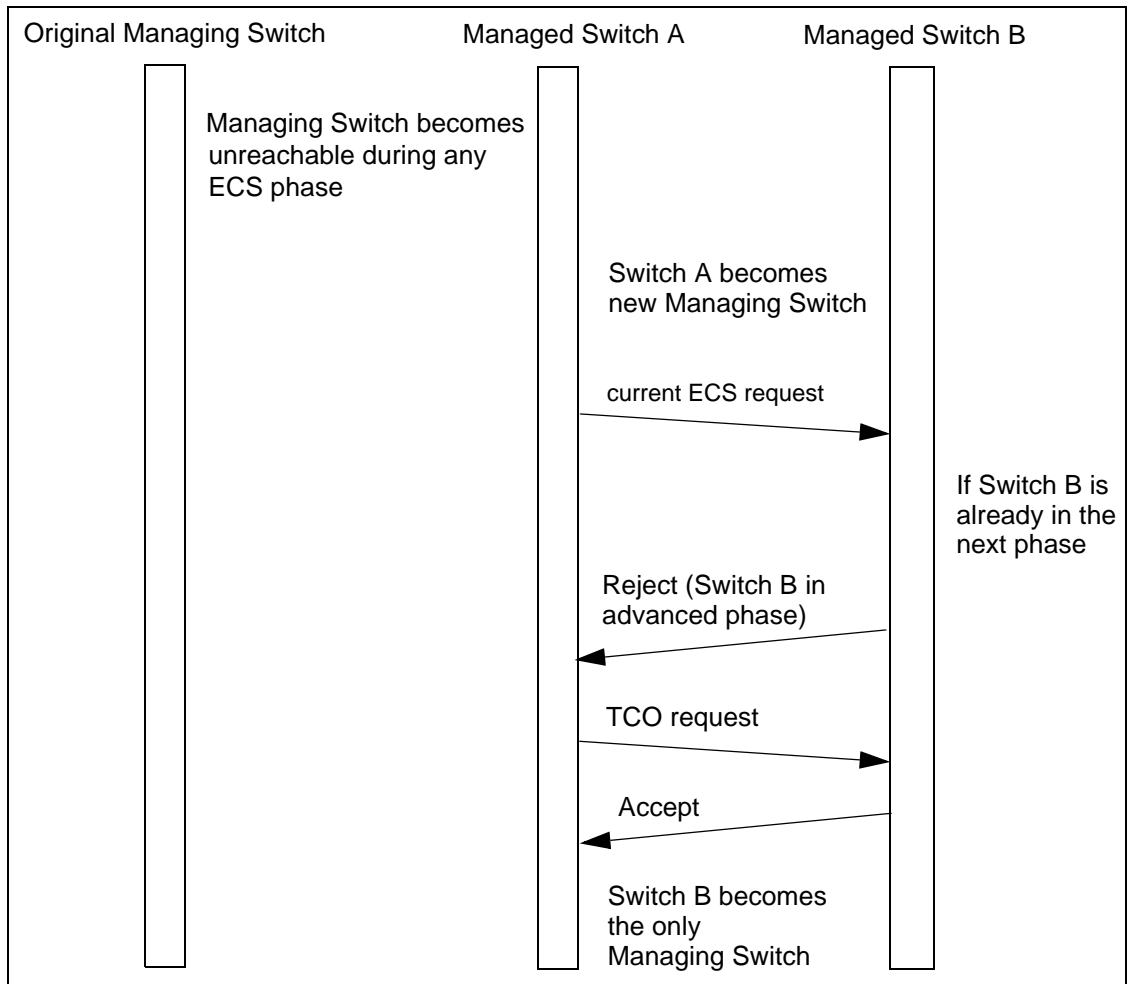 Original Managing Switch
Managed Switch A
Managed Switch B
Managing Switch becomes
unreachable during any
ECS phase
Switch A becomes
new Managing Switch
current ECS request
If Switch B is
already in the
next phase
Reject (Switch B in
advanced phase)
TCO request
Accept
Switch B becomes
the only
Managing Switch